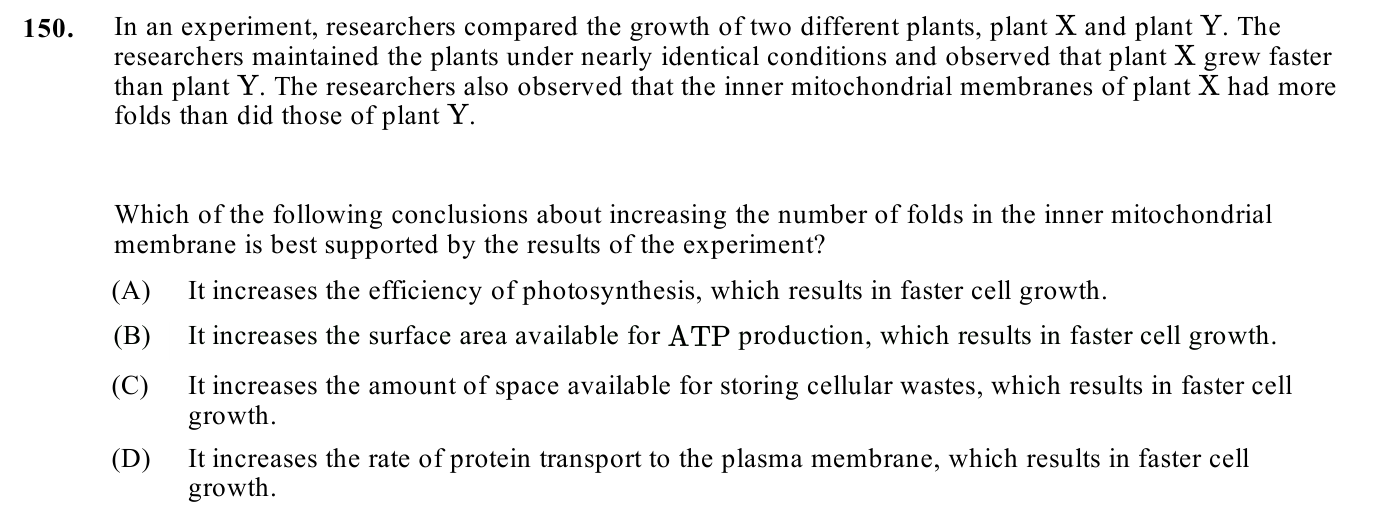 150. In an experiment, researchers compared the growth of two different plants, plant X and plant Y. The
researchers maintained the plants under nearly identical conditions and observed that plant X grew faster
than plant Y. The researchers also observed that the inner mitochondrial membranes of plant X had more
folds than did those of plant Y.
Which of the following conclusions about increasing the number of folds in the inner mitochondrial
membrane is best supported by the results of the experiment?
(A) It increases the efficiency of photosynthesis, which results in faster cell growth.
(B) It increases the surface area available for ATP production, which results in faster cell growth.
(C) It increases the amount of space available for storing cellular wastes, which results in faster cell
growth.
(D) It increases the rate of protein transport to the plasma membrane, which results in faster cell
growth.